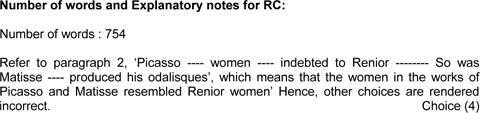 Number of words and Explanatory notes for RC:
Number of words : 754
Refer to paragraph 2, ‘Picasso ---- women ---- indebted to Renior -------- So was
Matisse ---- produced his odalisques’, which means that the women in the works of
Picasso and Matisse resembled Renior women’ Hence, other choices are rendered
incorrect. Choice (4)